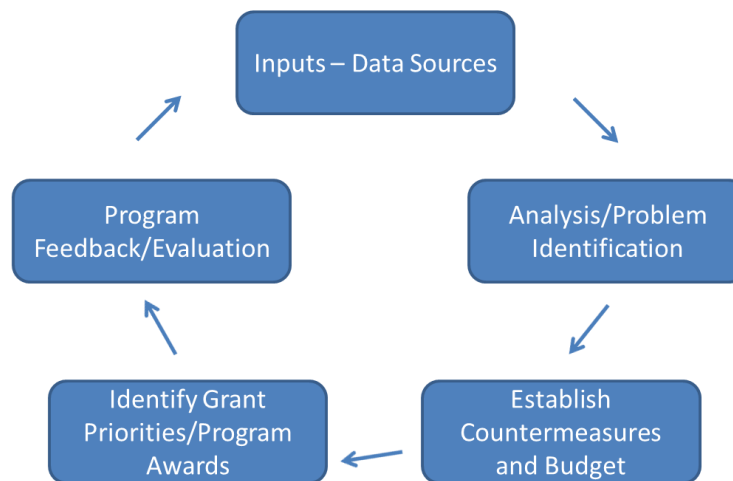 Inputs – Data Sources
Analysis/Problem
Identification
Establish
Countermeasures
and Budget
Identify Grant
Priorities/Program
Awards
Program
Feedback/Evaluation